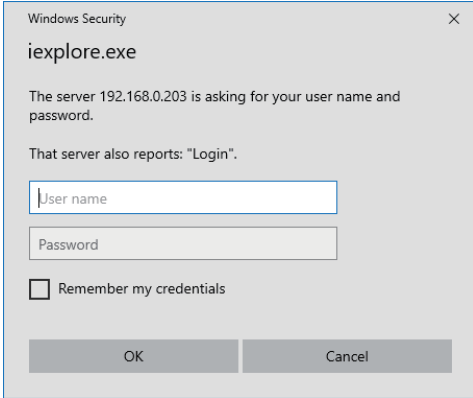 Windows Security
iexplore.exe
The server 192.168.0.203 is asking for your user name and
password.
That server also reports: "Login".
User name
Password
Remember my credentials
OK
Cancel